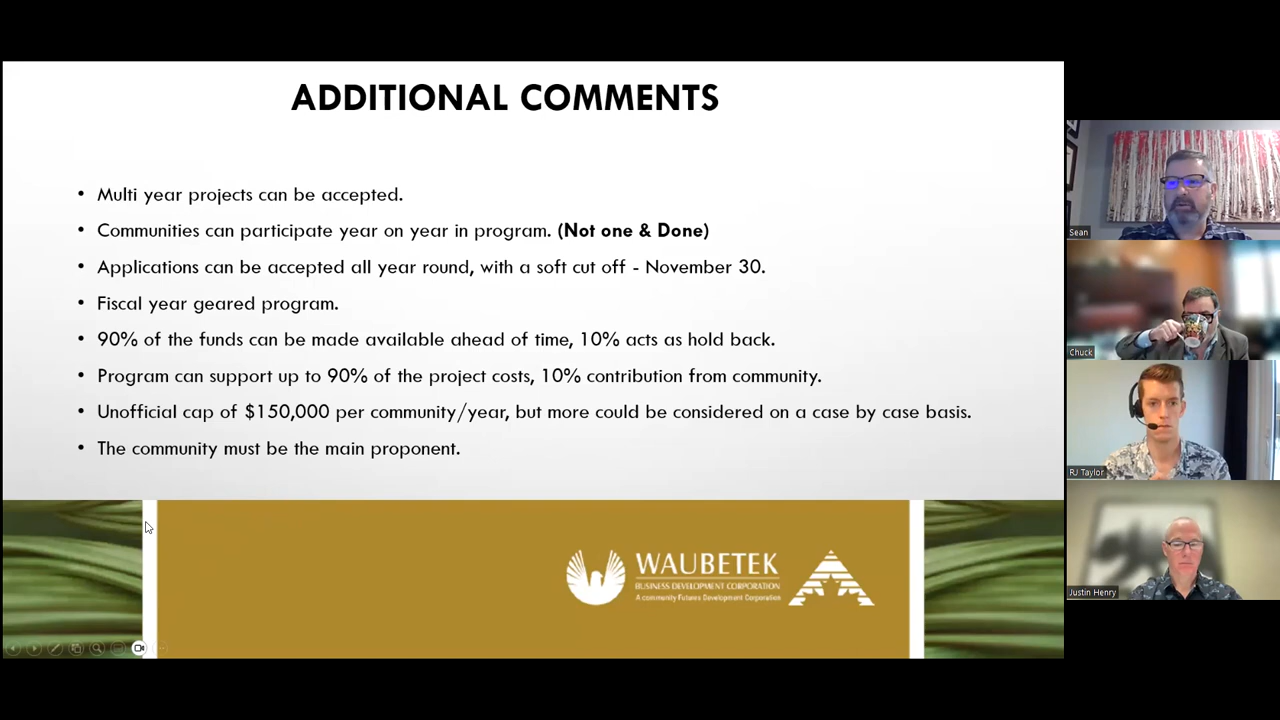 ADDITIONAL COMMENTS
• Multi year projects can be accepted.
• Communities can participate year on year in program. (Not one & Done)
• Applications can be accepted all year round, with a soft cut off - November 30.
• Fiscal year geared program.
• 90% of the funds can be made available ahead of time, 10% acts as hold back.
• Program can support up to 90% of the project costs, 10% contribution from community.
• Unofficial cap of $150,000 per community/year, but more could be considered on a case by case basis.
• The community must be the main proponent.
WAUBETEK
BUSINESS DEVELOPMENT CORPORATION
A community Futures Development Corporation
Sean
Chuck
RJ Taylor
Justin Henry